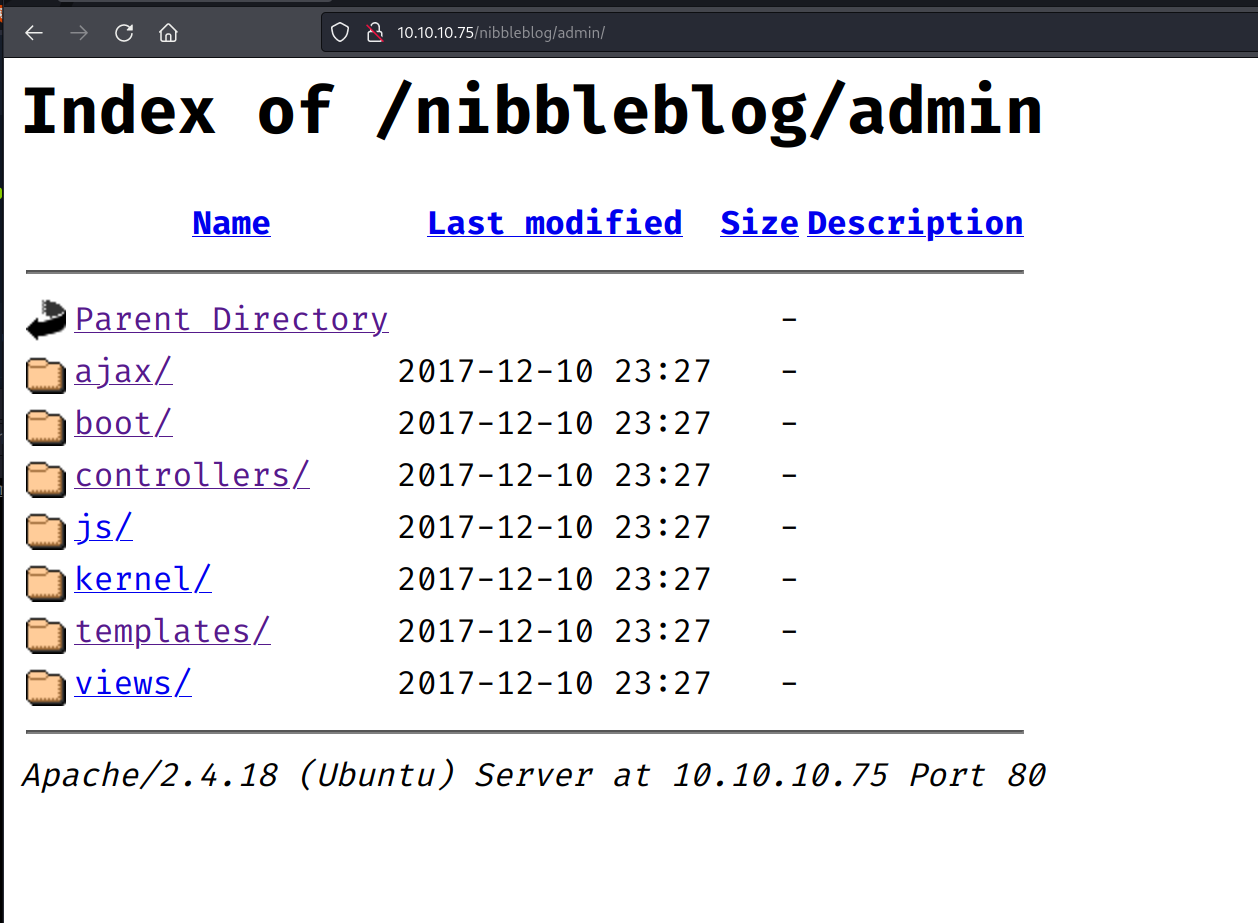 10.10.10.75/nibbleblog/admin/
Index of /nibbleblog/admin
Name Last modified Size Description
Parent Directory -
ajax/ 2017-12-10 23:27 -
boot/ 2017-12-10 23:27 -
controllers/ 2017-12-10 23:27 -
js/ 2017-12-10 23:27 -
kernel/ 2017-12-10 23:27 -
templates/ 2017-12-10 23:27 -
views/ 2017-12-10 23:27 -
Apache/2.4.18 (Ubuntu) Server at 10.10.10.75 Port 80